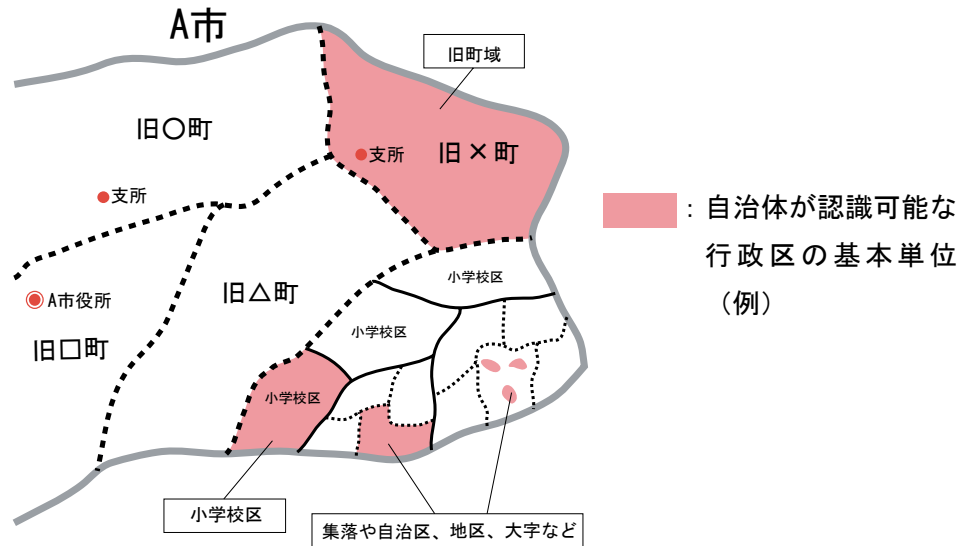 A市
旧町域
旧〇町
支所
旧×町
支所
：自治体が認識可能な
行政区の基本単位
（例）
小学校区
旧△町
A市役所
小学校区
旧□町
小学校区
小学校区
集落や自治区、地区、大字など